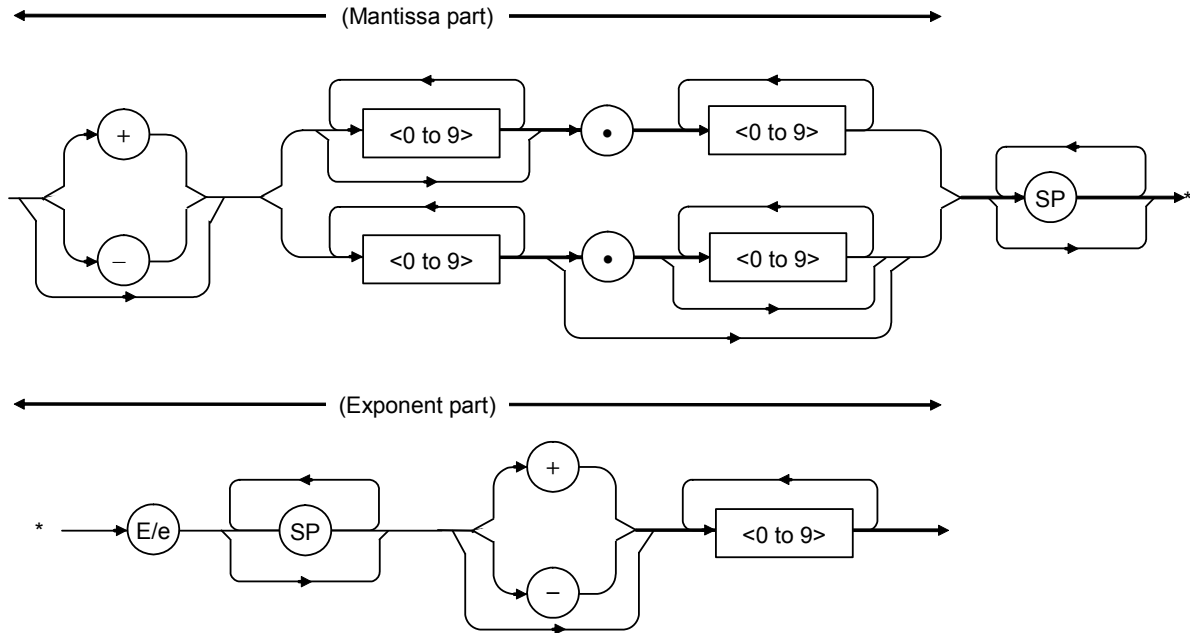 (Mantissa part)
+
<0 to 9> • <0 to 9>
SP *
−
<0 to 9> • <0 to 9>
(Exponent part)
+
* E/e SP <0 to 9>
−